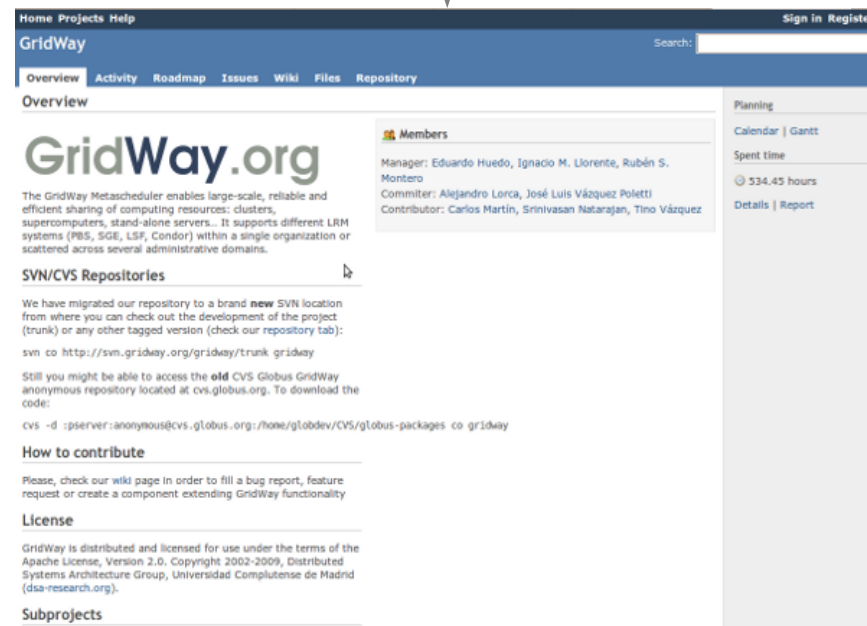 Home Projects Help
Sign in Registe
GridWay
Search:
Overview Activity Roadmap Issues Wiki Files Repository
Overview
GridWay.org
The GridWay Metascheduler enables large-scale, reliable and
efficient sharing of computing resources: clusters,
supercomputers, stand-alone servers... It supports different LRM
systems (PBS, SGE, LSF, Condor) within a single organization or
scattered across several administrative domains.
SVN/CVS Repositories
We have migrated our repository to a brand new SVN location
from where you can check out the development of the project
(trunk) or any other tagged version (check our repository tab):
svn co http://svn.gridway.org/gridway/trunk gridway
Still you might be able to access the old CVS Globus GridWay
anonymous repository located at cvs.globus.org. To download the
code:
cvs -d :pserver:anonymous@cvs.globus.org:/home/globdev/CVS/globus-packages co gridway
How to contribute
Please, check our wiki page in order to fill a bug report, feature
request or create a component extending GridWay functionality
License
GridWay is distributed and licensed for use under the terms of the
Apache License, Version 2.0. Copyright 2002-2009, Distributed
Systems Architecture Group, Universidad Complutense de Madrid
(dsa-research.org).
Subprojects
Members
Manager: Eduardo Huedo, Ignacio M. Llorente, Rubén S.
Montero
Commiter: Alejandro Lorca, José Luis Vázquez Poletti
Contributor: Carlos Martín, Srinivasan Natarajan, Tino Vázquez
Planning
Calendar | Gantt
Spent time
534.45 hours
Details | Report